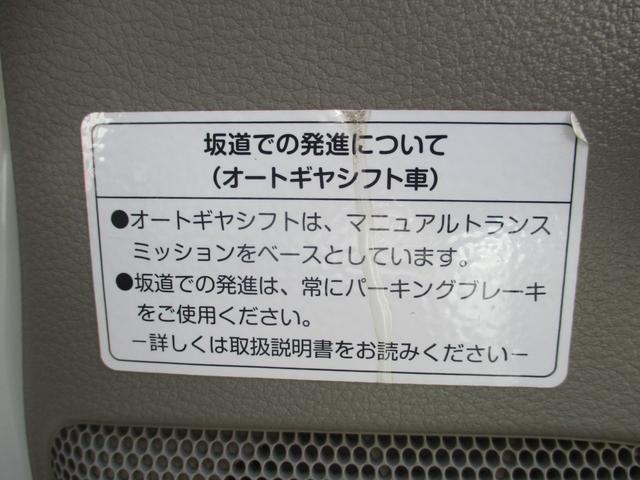 坂道での発進について
（オートギヤシフト車）
●オートギヤシフトは、マニュアルトランス
ミッションをベースとしています。
●坂道での発進は、常にパーキングブレーキ
をご使用ください。
－詳しくは取扱説明書をお読みください－